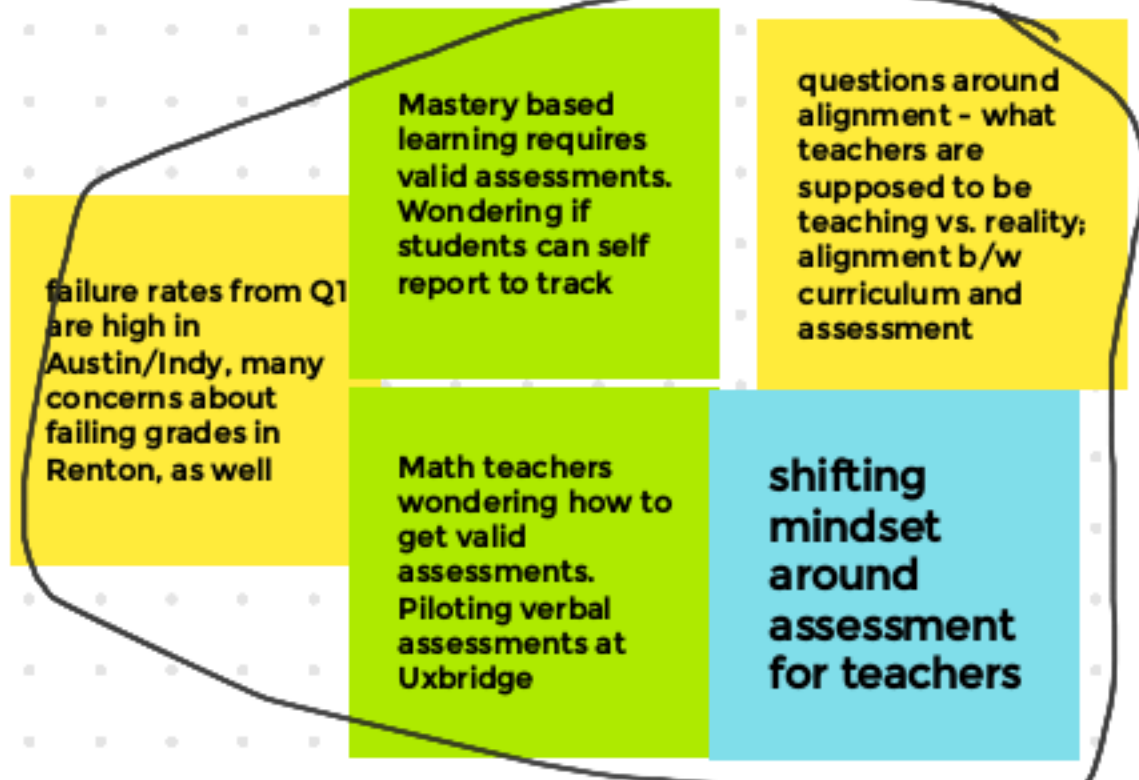 Mastery based
learning requires
valid assessments.
Wondering if
students can self
report to track
questions around
alignment - what
teachers are
supposed to be
teaching vs. reality;
alignment b/w
curriculum and
assessment
failure rates from Q1
are high in
Austin/Indy, many
concerns about
failing grades in
Renton, as well
Math teachers
wondering how to
get valid
assessments.
Piloting verbal
assessments at
Uxbridge
shifting
mindset
around
assessment
for teachers